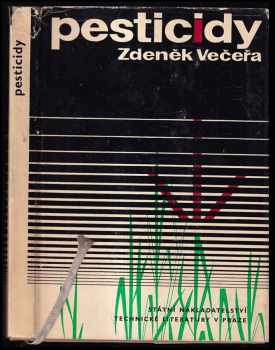 pesticidy
pesticidy
Zdeněk Večeřa
STÁTNÍ NAKLADATELSTVÍ
TECHNICKÉ LITERATURY V PRAZE